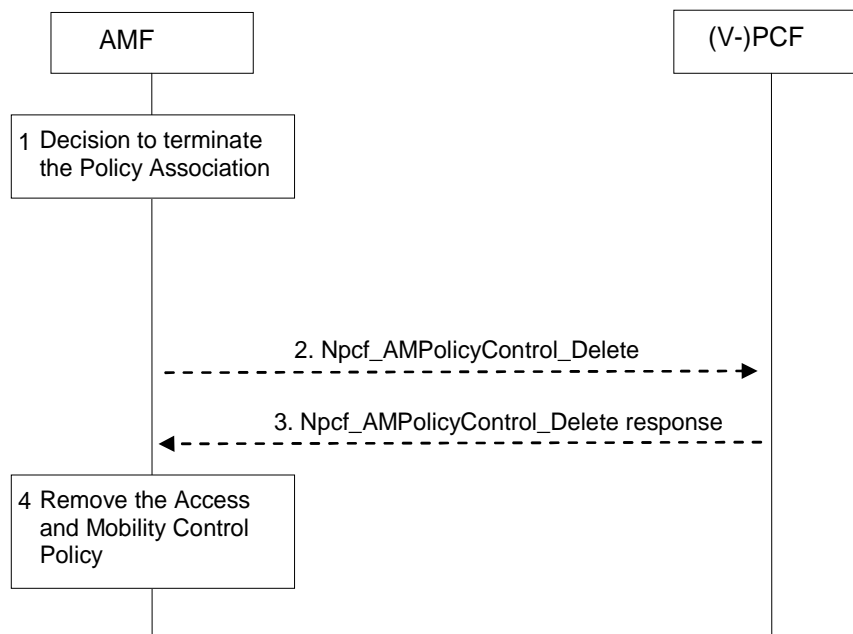 AMF
(V-)PCF
1 Decision to terminate
the Policy Association
2. Npcf_AMPolicyControl_Delete
3. Npcf_AMPolicyControl_Delete response
4 Remove the Access
and Mobility Control
Policy